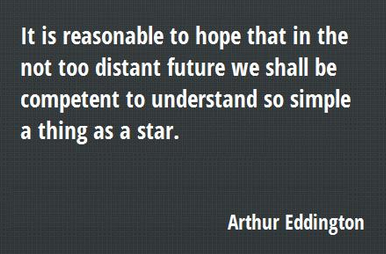 It is reasonable to hope that in the
not too distant future we shall be
competent to understand so simple
a thing as a star.
Arthur Eddington